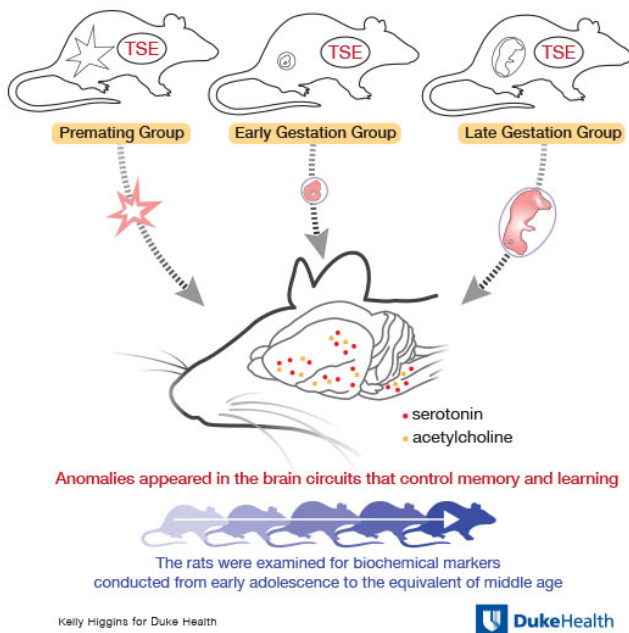 TSE
TSE
TSE
Premating Group
Early Gestation Group
Late Gestation Group
serotonin
acetylcholine
Anomalies appeared in the brain circuits that control memory and learning
The rats were examined for biochemical markers
conducted from early adolescence to the equivalent of middle age
Kelly Higgins for Duke Health
DukeHealth